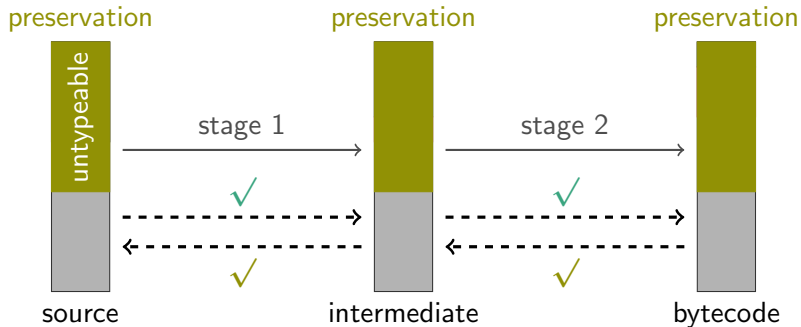 preservation preservation preservation
untypeable
stage 1 stage 2
✓ ✓
✓ ✓
source intermediate bytecode